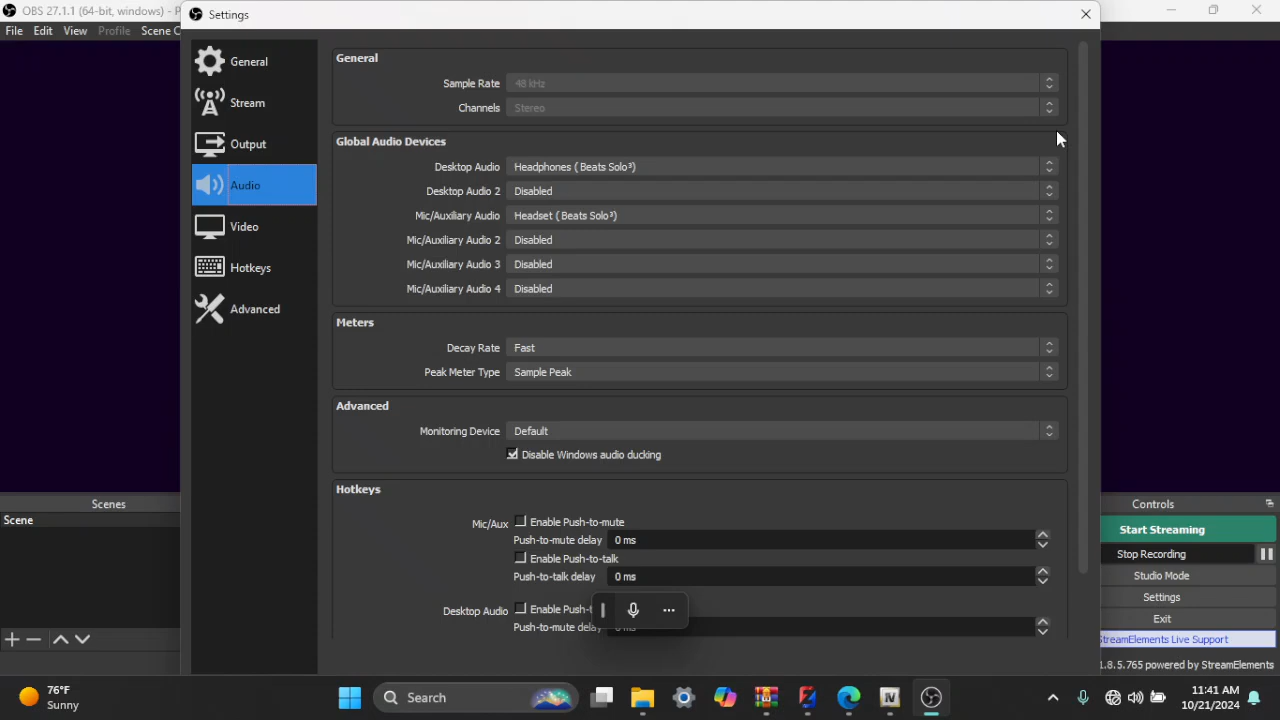 OBS 27.1.1 (64-bit, windows) - P
Settings
File Edit View Profile Scene C
General
Stream
Output
Audio
Video
Hotkeys
Advanced
General
Sample Rate 48 kHz
Channels Stereo
Global Audio Devices
Desktop Audio Headphones (Beats Solo³)
Desktop Audio 2 Disabled
Mic/Auxiliary Audio Headset (Beats Solo³)
Mic/Auxiliary Audio 2 Disabled
Mic/Auxiliary Audio 3 Disabled
Mic/Auxiliary Audio 4 Disabled
Meters
Decay Rate Fast
Peak Meter Type Sample Peak
Advanced
Monitoring Device Default
Disable Windows audio ducking
Hotkeys
Mic/Aux Enable Push-to-mute
Push-to-mute delay 0 ms
Enable Push-to-talk
Push-to-talk delay 0 ms
Desktop Audio Enable Push-t
Push-to-mute delay 0 ms
Scenes
Scene
Controls
Start Streaming
Stop Recording
Studio Mode
Settings
Exit
StreamElements Live Support
1.8.5.765 powered by StreamElements
76°F
Sunny
Search
11:41 AM
10/21/2024